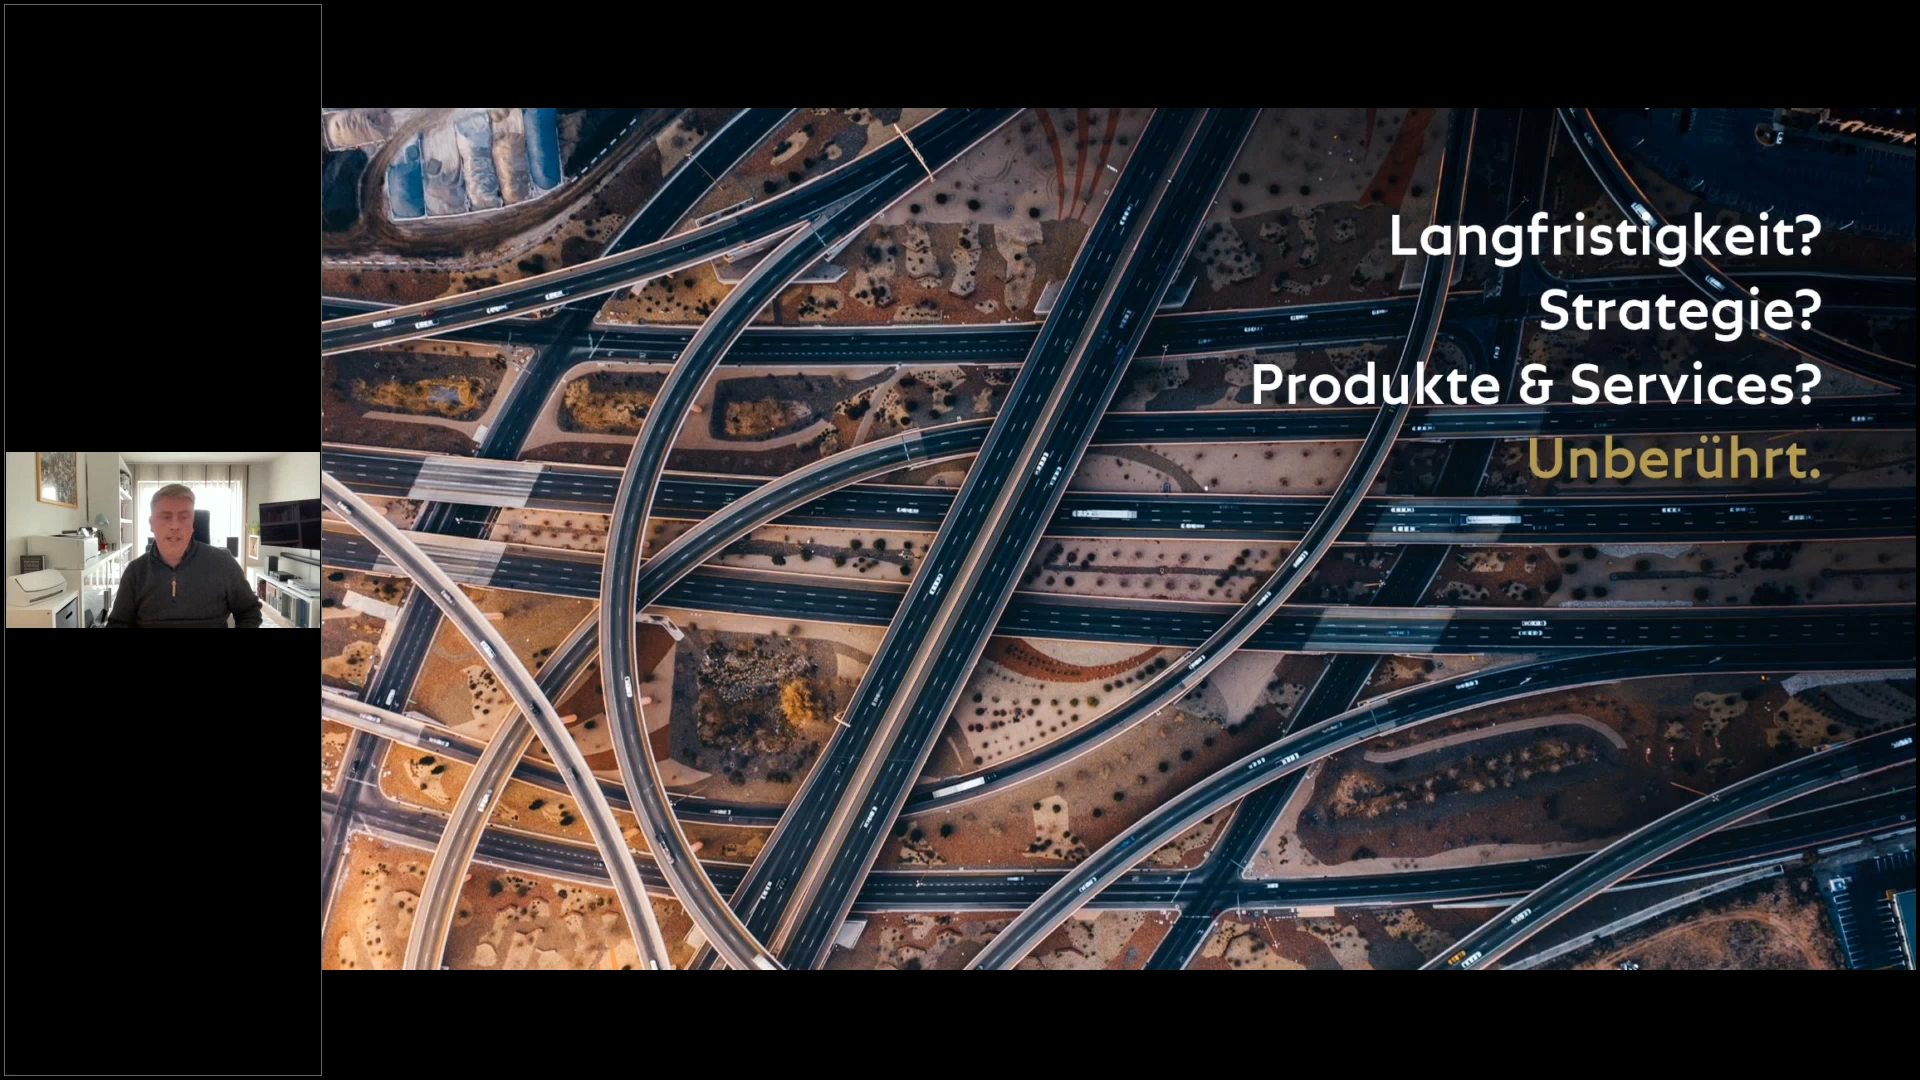 Langfristigkeit?
Strategie?
Produkte & Services?
Unberührt.